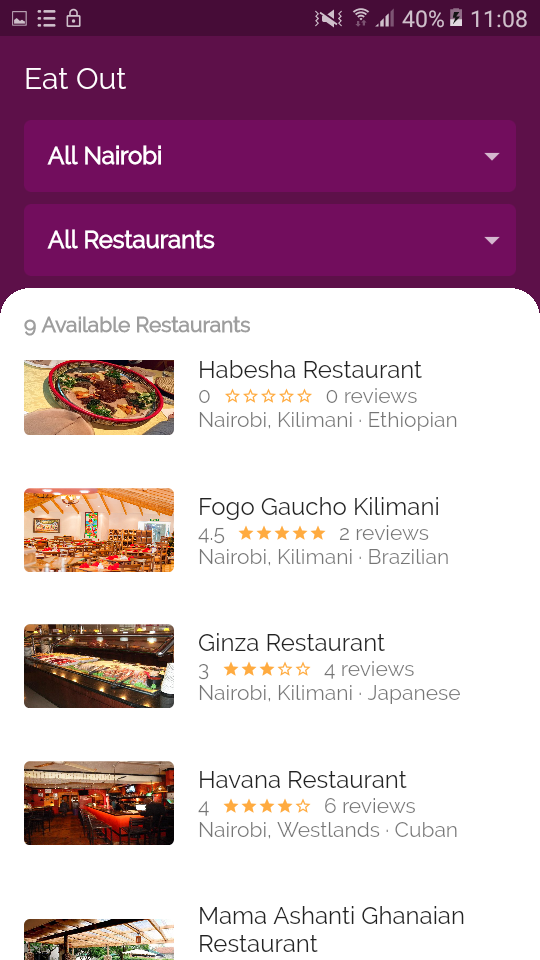 40% 11:08
Eat Out
All Nairobi
All Restaurants
9 Available Restaurants
Habesha Restaurant
0 0 reviews
Nairobi, Kilimani · Ethiopian
Fogo Gaucho Kilimani
4.5 2 reviews
Nairobi, Kilimani · Brazilian
Ginza Restaurant
3 4 reviews
Nairobi, Kilimani · Japanese
Havana Restaurant
4 6 reviews
Nairobi, Westlands · Cuban
Mama Ashanti Ghanaian
Restaurant